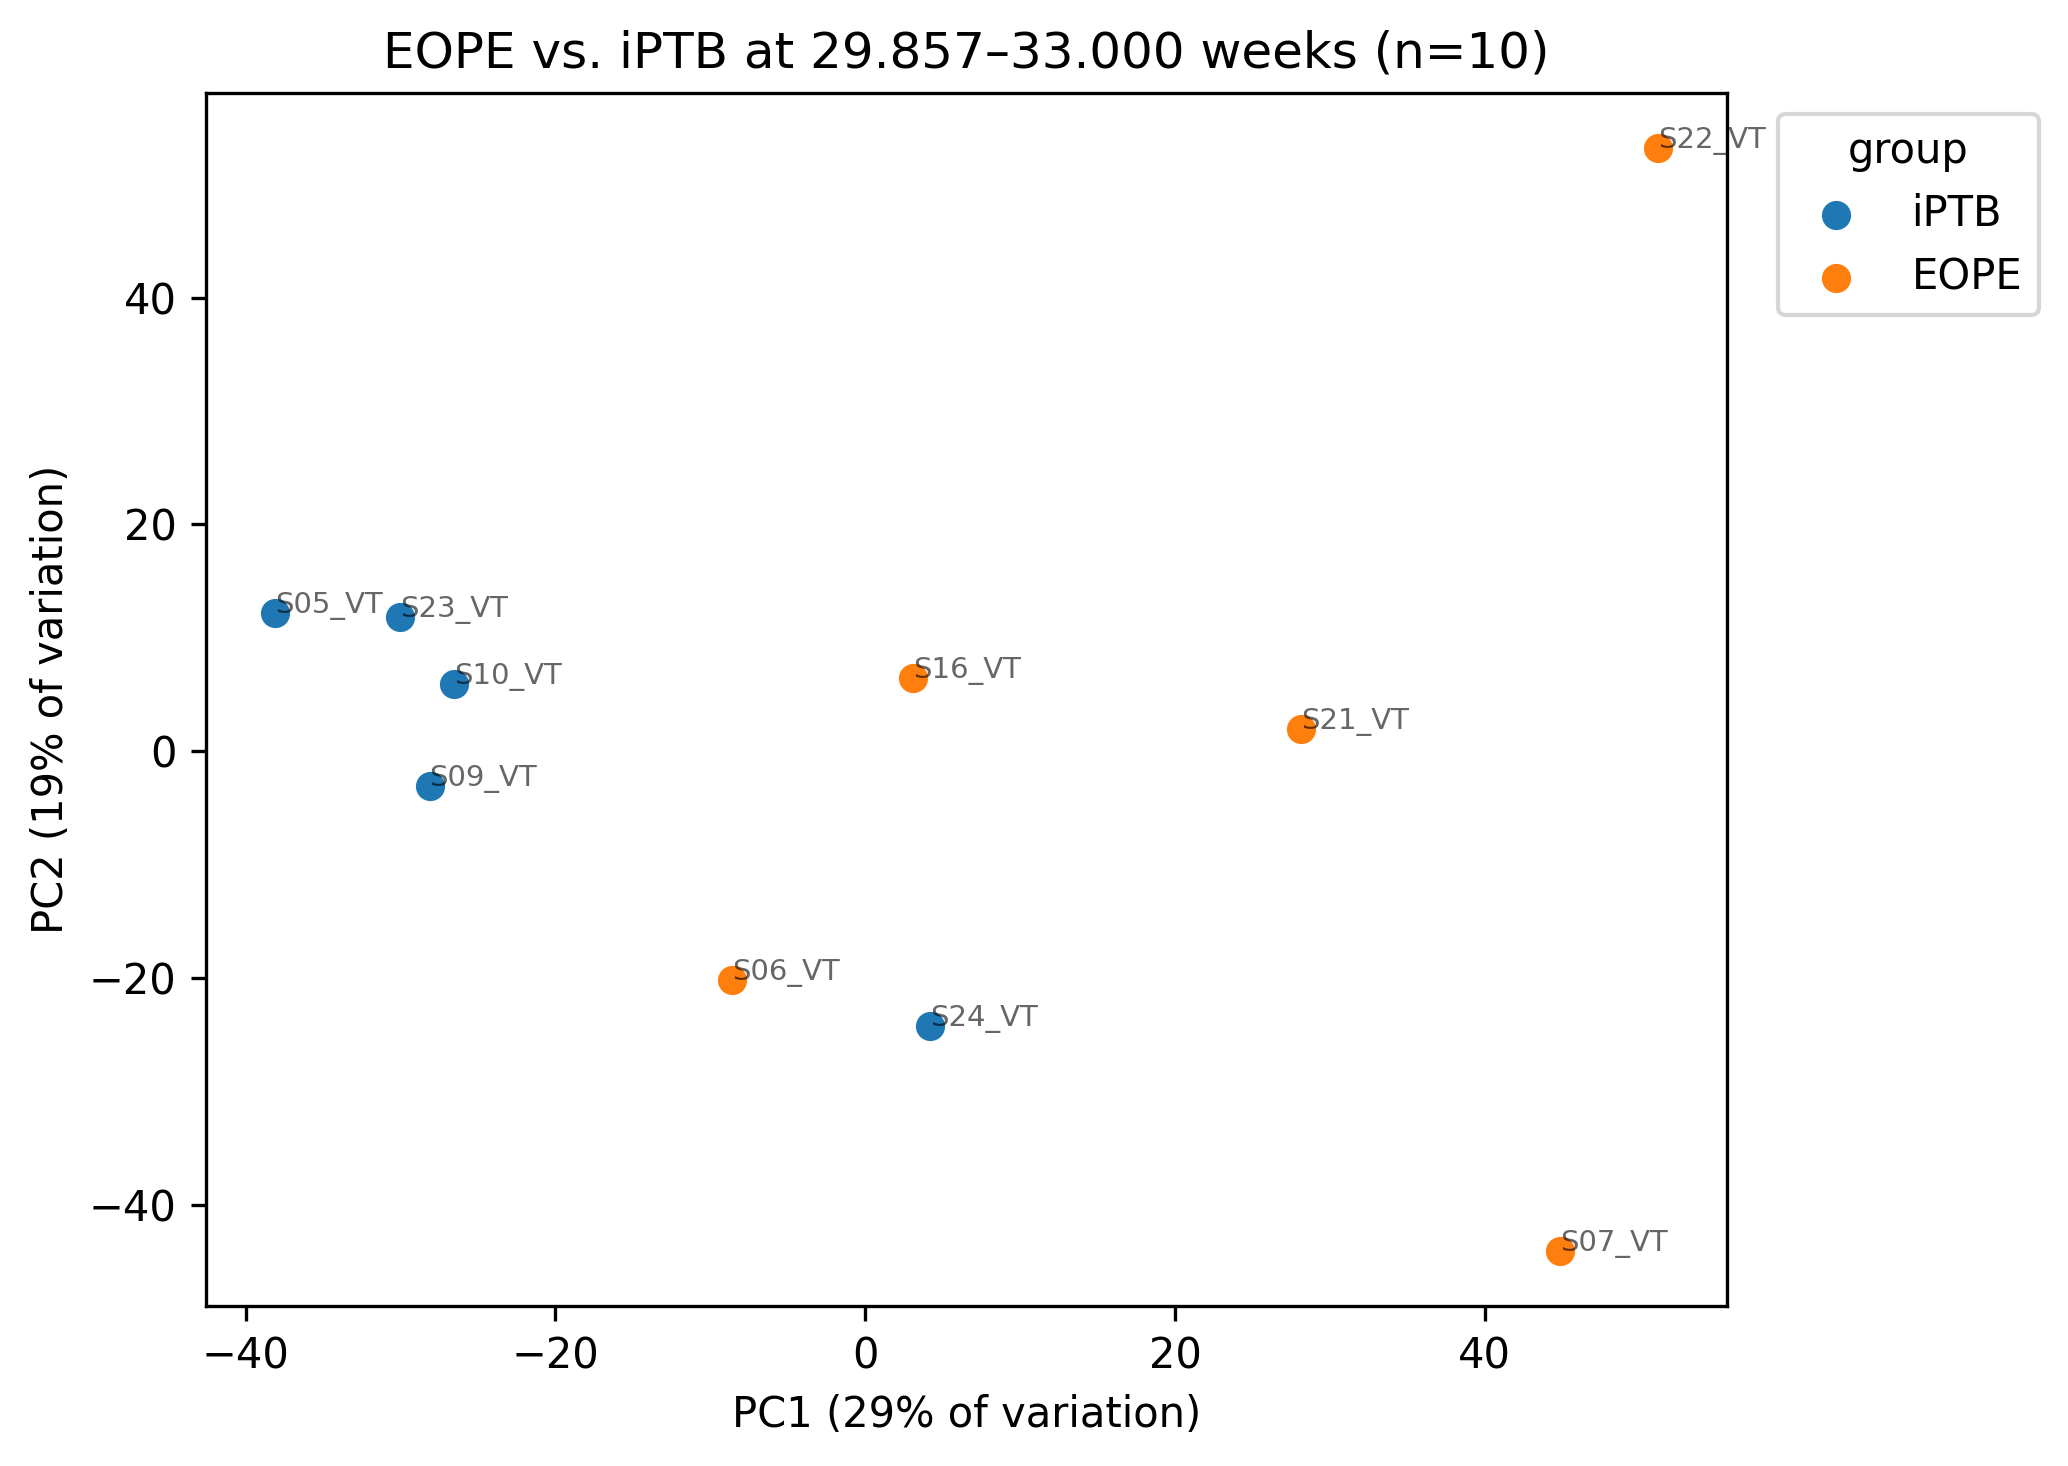 EOPE vs. iPTB at 29.857–33.000 weeks (n=10)
S22_VT
group
iPTB
EOPE
40
20
0
−20
−40
PC2 (19% of variation)
S05_VT
S23_VT
S10_VT
S16_VT
S21_VT
S09_VT
S06_VT
S24_VT
S07_VT
−40
−20
0
20
40
PC1 (29% of variation)